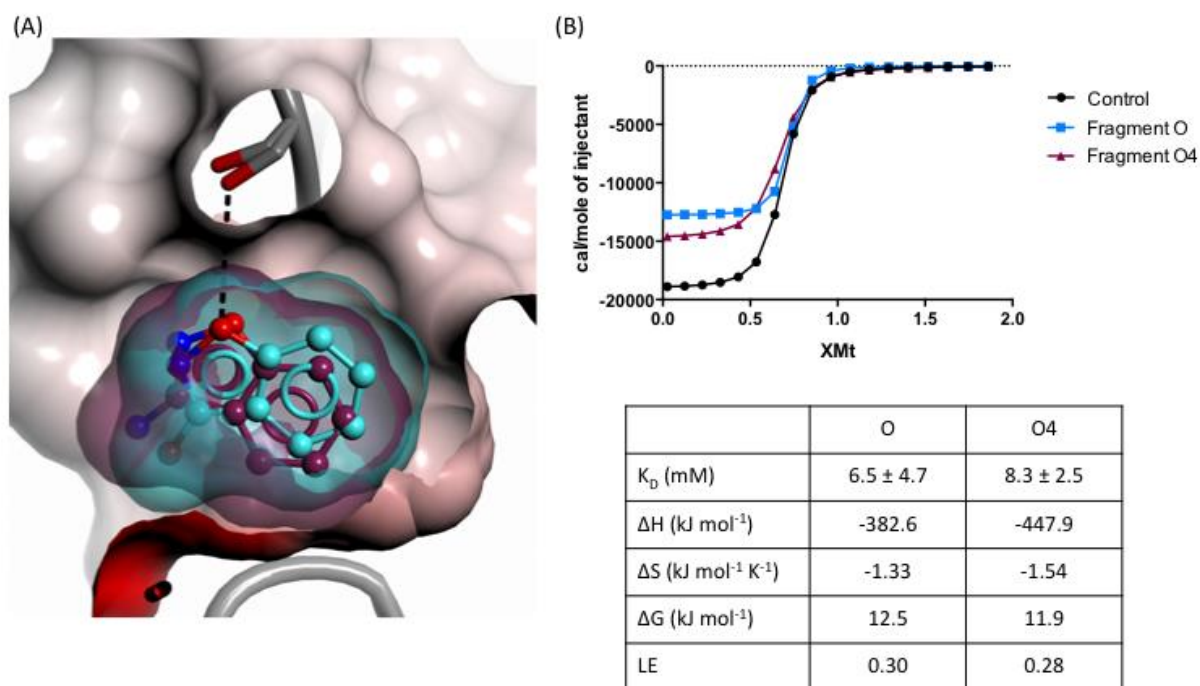 (A)
(B)
0
-5000
-10000
-15000
-20000
cal/mole of injectant
0.0 0.5 1.0 1.5 2.0
XMt
Control
Fragment O
Fragment O4
O O4
K_D (mM) 6.5 ± 4.7 8.3 ± 2.5
ΔH (kJ mol⁻¹) -382.6 -447.9
ΔS (kJ mol⁻¹ K⁻¹) -1.33 -1.54
ΔG (kJ mol⁻¹) 12.5 11.9
LE 0.30 0.28